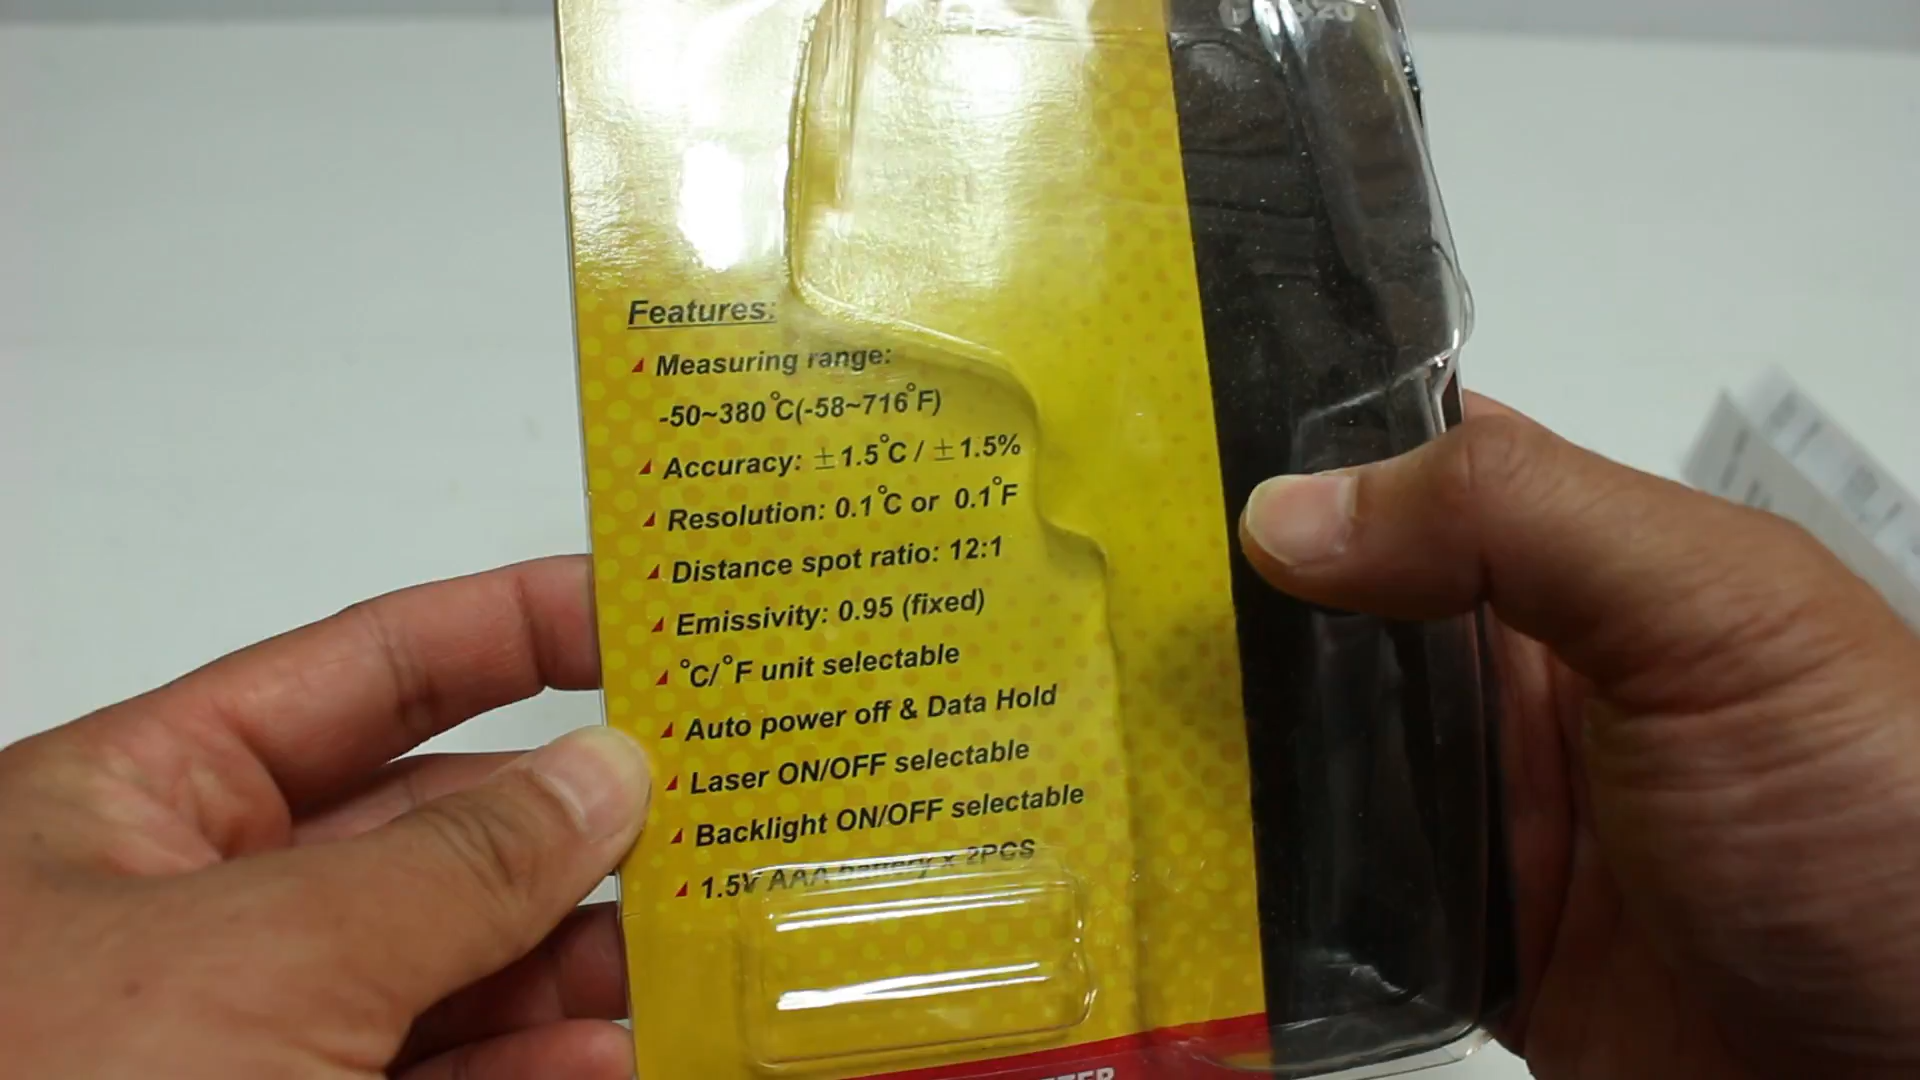 Features:
Measuring range:
-50~380°C(-58~716°F)
Accuracy: ±1.5°C / ±1.5%
Resolution: 0.1°C or 0.1°F
Distance spot ratio: 12:1
Emissivity: 0.95 (fixed)
°C/°F unit selectable
Auto power off & Data Hold
Laser ON/OFF selectable
Backlight ON/OFF selectable
1.5V AAA battery x 2PCS